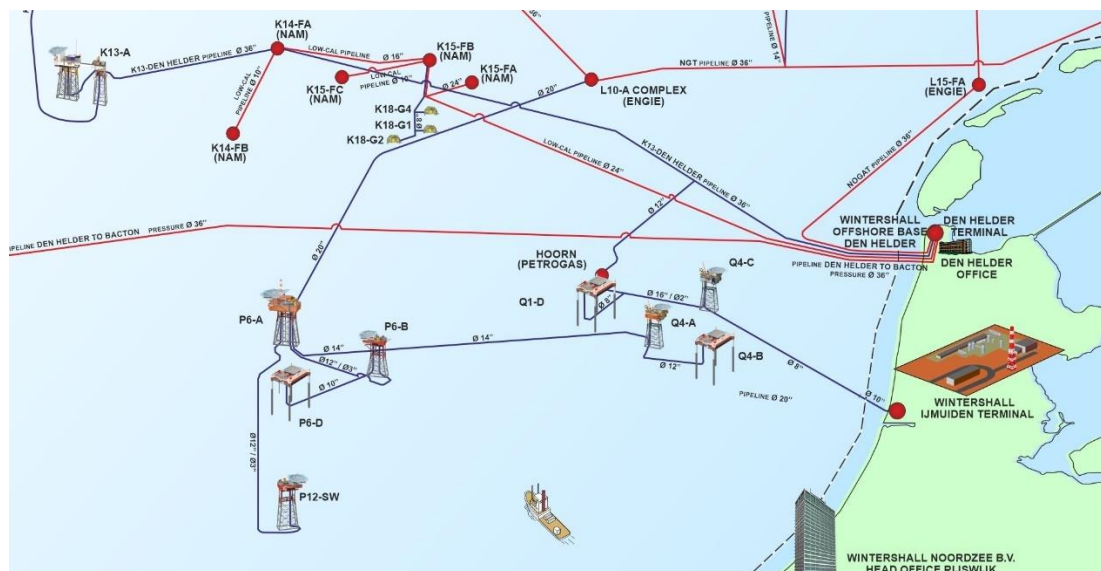 36"
Ø 14"
K14-FA
(NAM)
K13-A
K13-DEN HELDER PIPELINE Ø 36"
LOW-CAL PIPELINE
Ø 16"
K15-FB
(NAM)
K15-FA
(NAM)
NGT PIPELINE Ø 36"
L15-FA
(ENGIE)
LOW-CAL
PIPELINE Ø 10"
K15-FC
(NAM)
LOW-CAL
PIPELINE Ø 10"
Ø 24"
Ø 20"
L10-A COMPLEX
(ENGIE)
K18-G4
Ø 8"
K18-G1
K18-G2
K14-FB
(NAM)
LOW-CAL PIPELINE Ø 24"
K13-DEN HELDER PIPELINE Ø 36"
NOGAT PIPELINE Ø 36"
Ø 12"
WINTERSHALL
OFFSHORE BASE
DEN HELDER
DEN HELDER
TERMINAL
PIPELINE DEN HELDER TO BACTON
PRESSURE Ø 36"
Ø 20"
HOORN
(PETROGAS)
PIPELINE DEN HELDER TO BACTON
PRESSURE Ø 36"
DEN HELDER
OFFICE
Q4-C
Q1-D
Ø 8"
Ø 16" / Ø2"
P6-A
P6-B
Q4-A
Ø 14"
Ø 14"
Q4-B
Ø12" / Ø3"
Ø 12"
Ø 8"
Ø 10"
PIPELINE Ø 20"
Ø 10"
WINTERSHALL
IJMUIDEN TERMINAL
P6-D
Ø12" / Ø3"
P12-SW
WINTERSHALL NOORDZEE B.V.
HEAD OFFICE RIJSWIJK